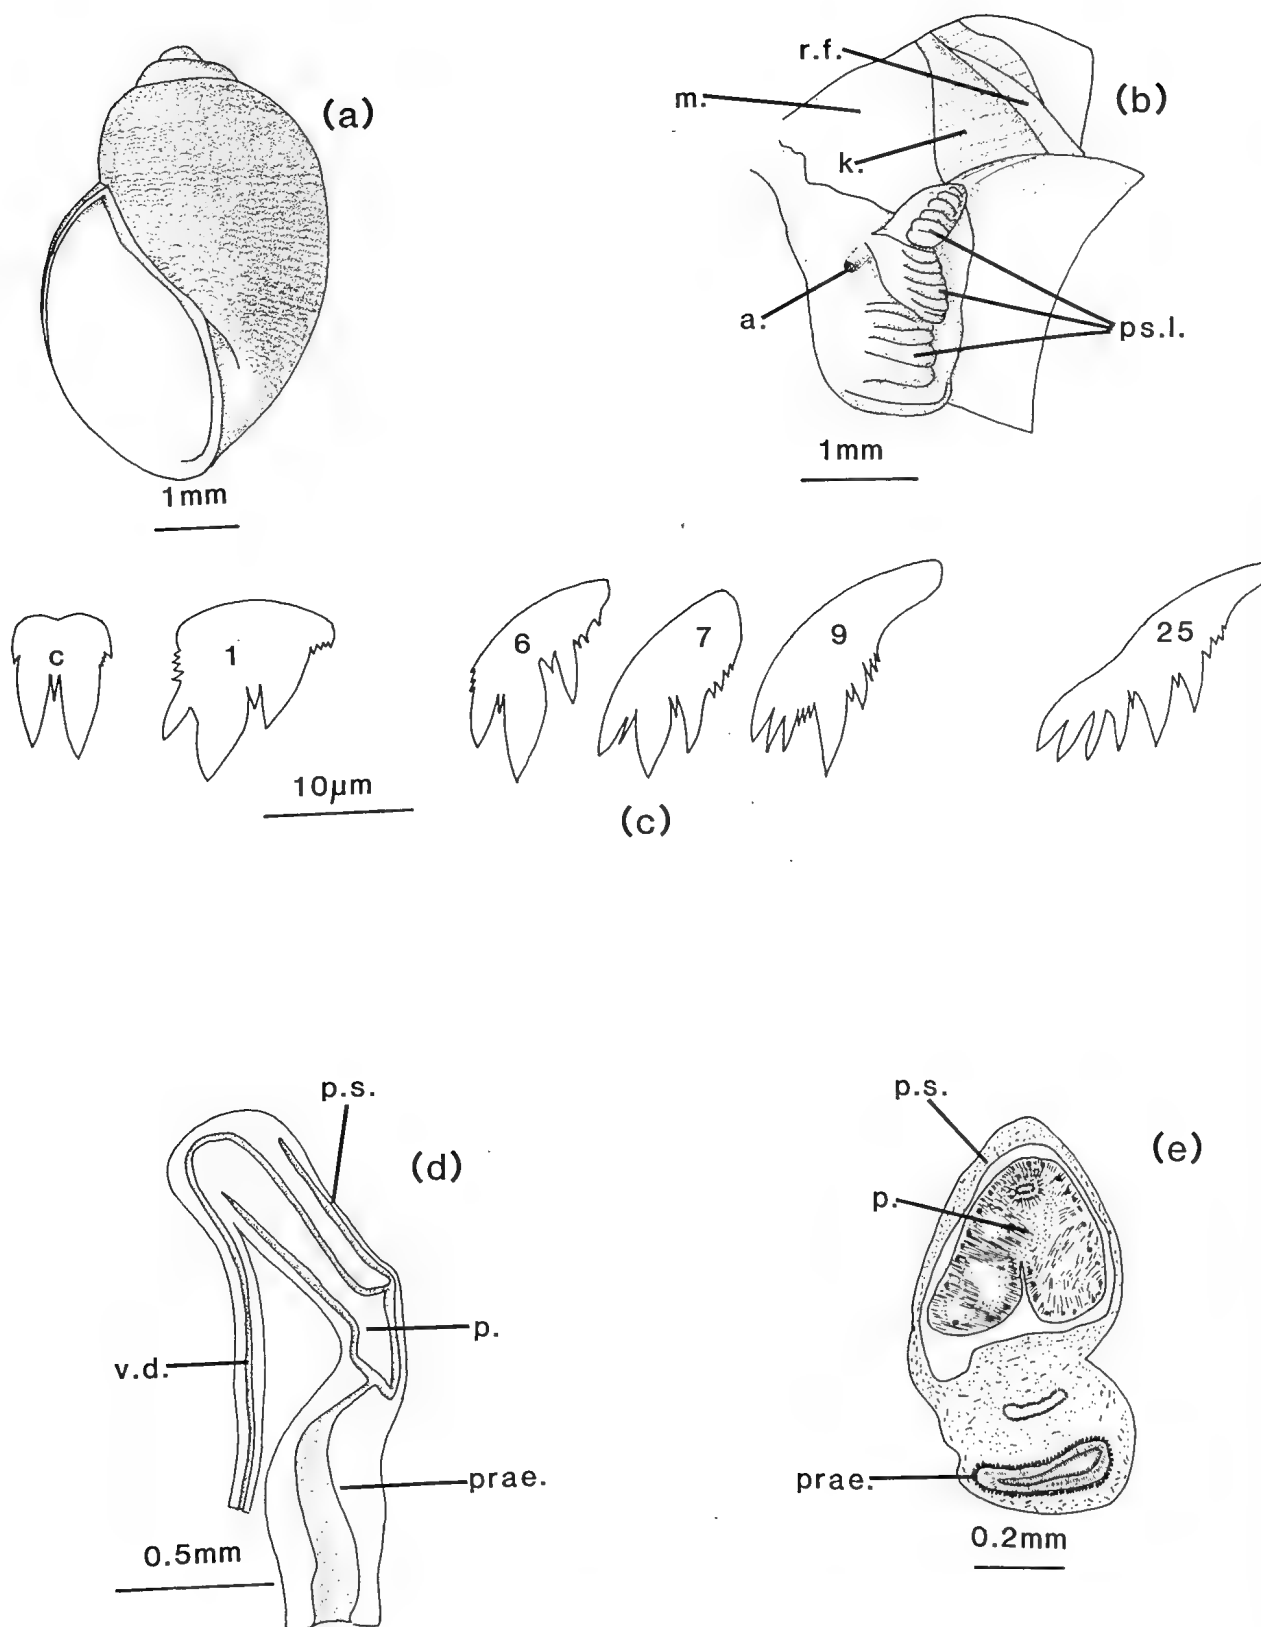 (a)
1mm
r.f.
m.
(b)
k.
a.
ps.l.
1mm
c
1
6
7
9
25
10µm
(c)
p.s.
(d)
p.
v.d.
prae.
0.5mm
p.s.
(e)
p.
prae.
0.2mm